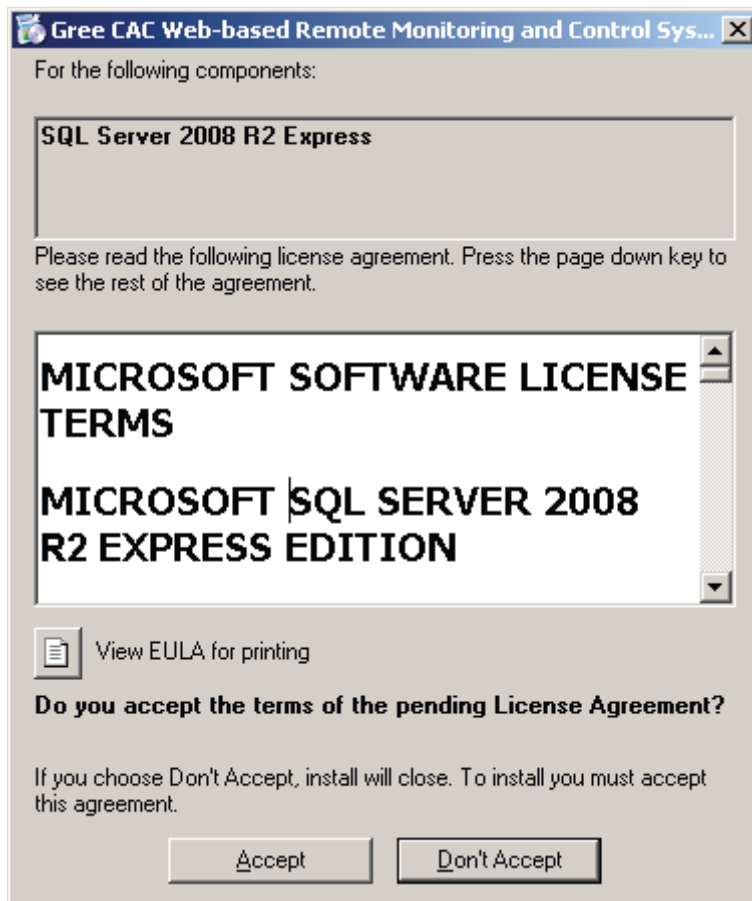 Gree CAC Web-based Remote Monitoring and Control Sys...
For the following components:
SQL Server 2008 R2 Express
Please read the following license agreement. Press the page down key to
see the rest of the agreement.
MICROSOFT SOFTWARE LICENSE
TERMS
MICROSOFT SQL SERVER 2008
R2 EXPRESS EDITION
View EULA for printing
Do you accept the terms of the pending License Agreement?
If you choose Don't Accept, install will close. To install you must accept
this agreement.
Accept
Don't Accept